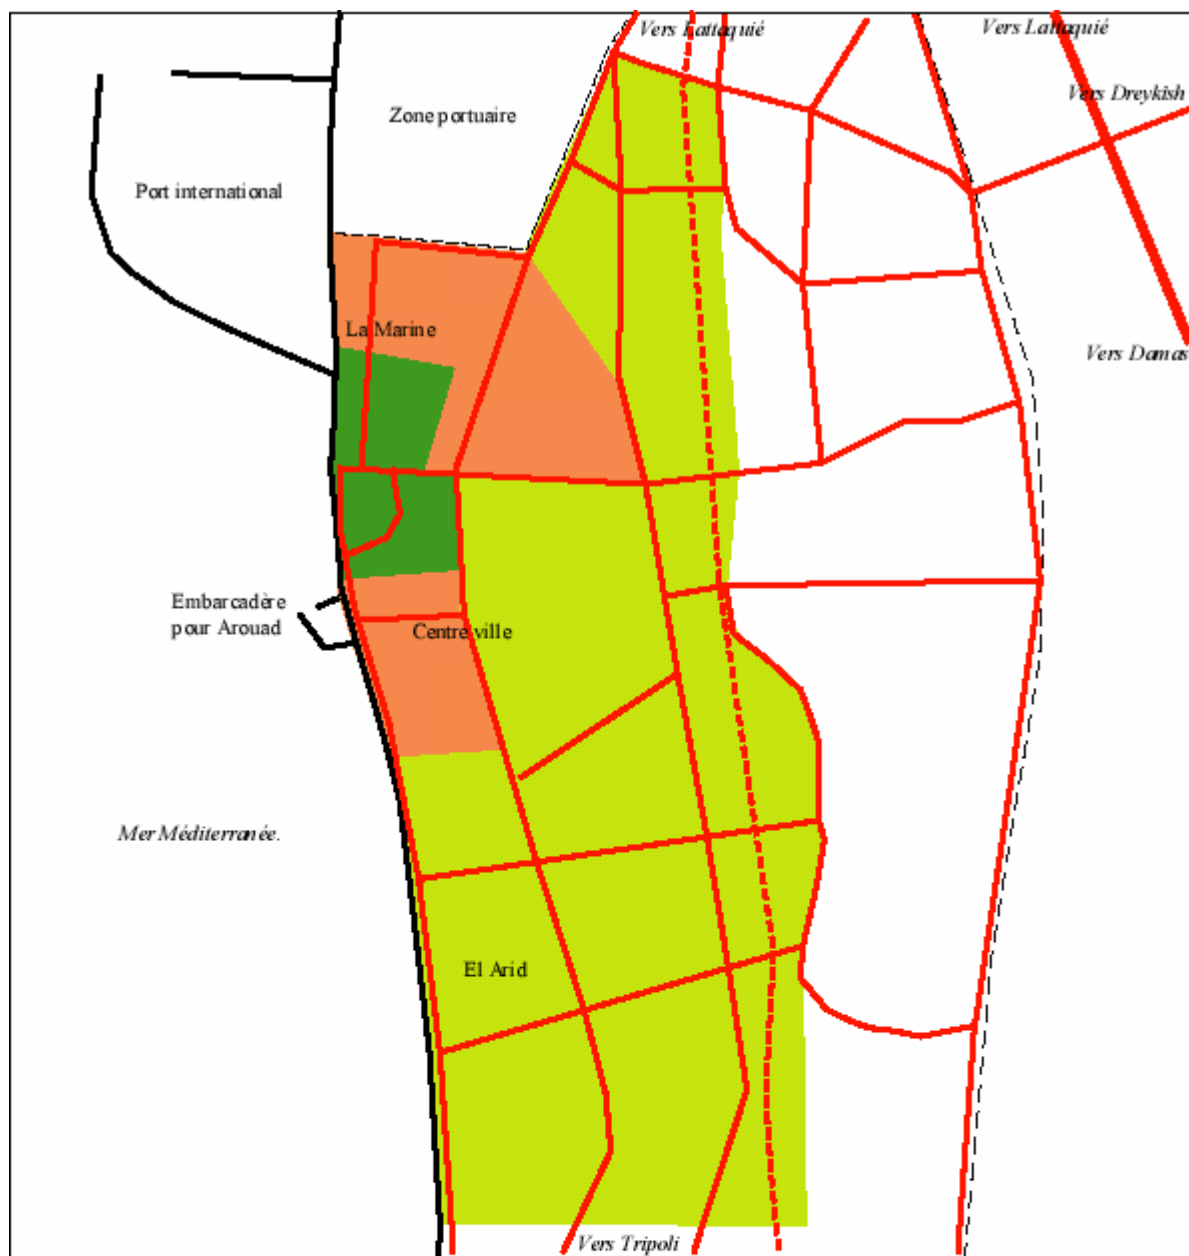 Vers Lattaquié
Vers Lattaquié
Vers Dreykish
Zone portuaire
Port international
La Marine
Vers Damas
Embarcadère
pour Arouad
Centre ville
Mer Méditerranée.
El Arid
Vers Tripoli